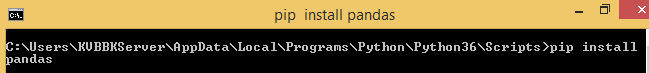 pip  install pandas
C:\Users\KVBBKServer\AppData\Local\Programs\Python\Python36\Scripts>pip install
pandas